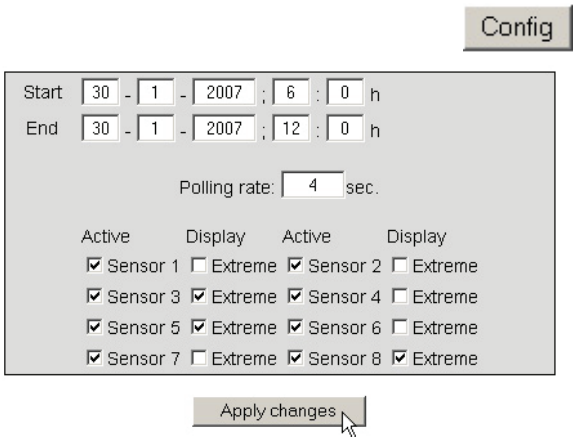 Config
Start 30 - 1 - 2007 ; 6 : 0 h
End 30 - 1 - 2007 ; 12 : 0 h
Polling rate: 4 sec.
Active Display Active Display
Sensor 1 Extreme Sensor 2 Extreme
Sensor 3 Extreme Sensor 4 Extreme
Sensor 5 Extreme Sensor 6 Extreme
Sensor 7 Extreme Sensor 8 Extreme
Apply changes